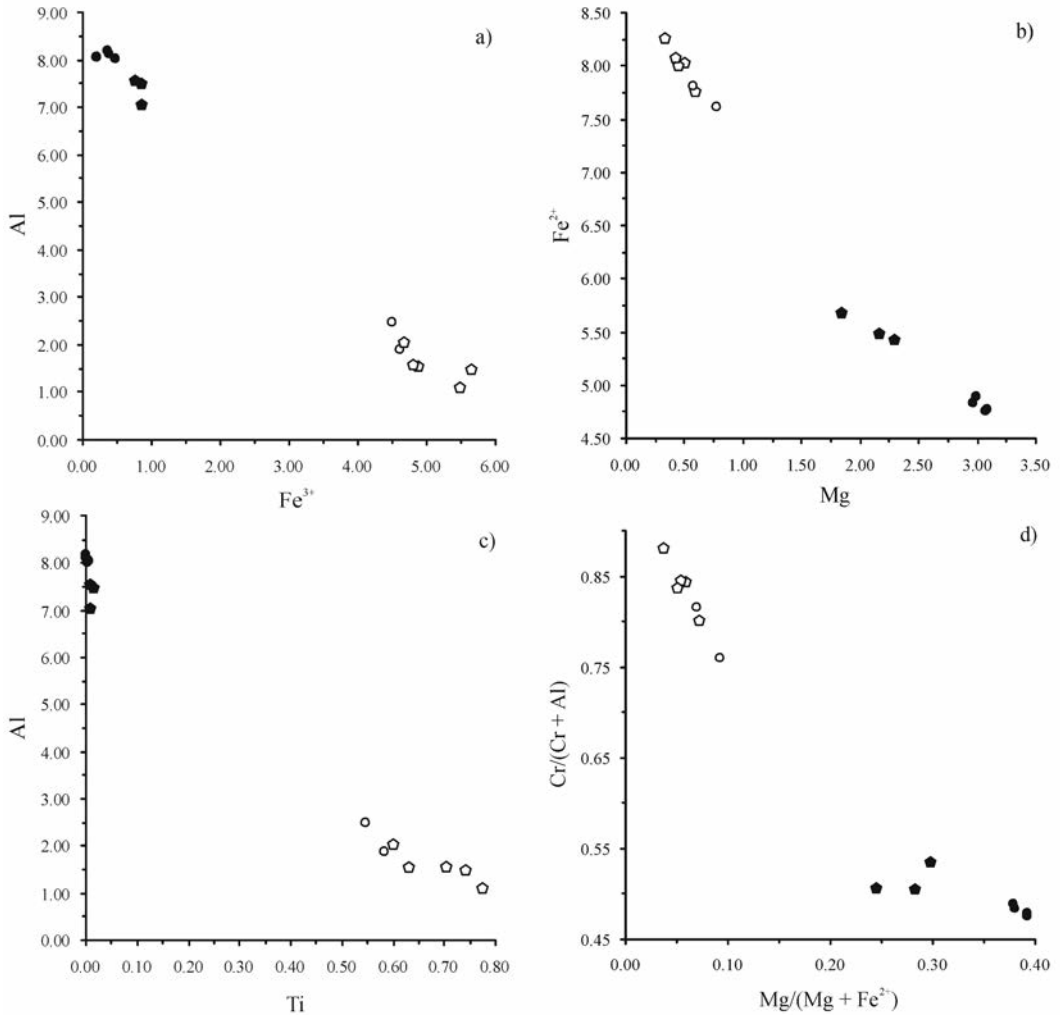 a)
9.00
8.00
7.00
6.00
5.00
4.00
3.00
2.00
1.00
0.00
Al
0.00 1.00 2.00 3.00 4.00 5.00 6.00
Fe³⁺
b)
8.50
8.00
7.50
7.00
6.50
6.00
5.50
5.00
4.50
Fe²⁺
0.00 0.50 1.00 1.50 2.00 2.50 3.00 3.50
Mg
c)
9.00
8.00
7.00
6.00
5.00
4.00
3.00
2.00
1.00
0.00
Al
0.00 0.10 0.20 0.30 0.40 0.50 0.60 0.70 0.80
Ti
d)
0.85
0.75
0.65
0.55
0.45
Cr/(Cr + Al)
0.00 0.10 0.20 0.30 0.40
Mg/(Mg + Fe²⁺)